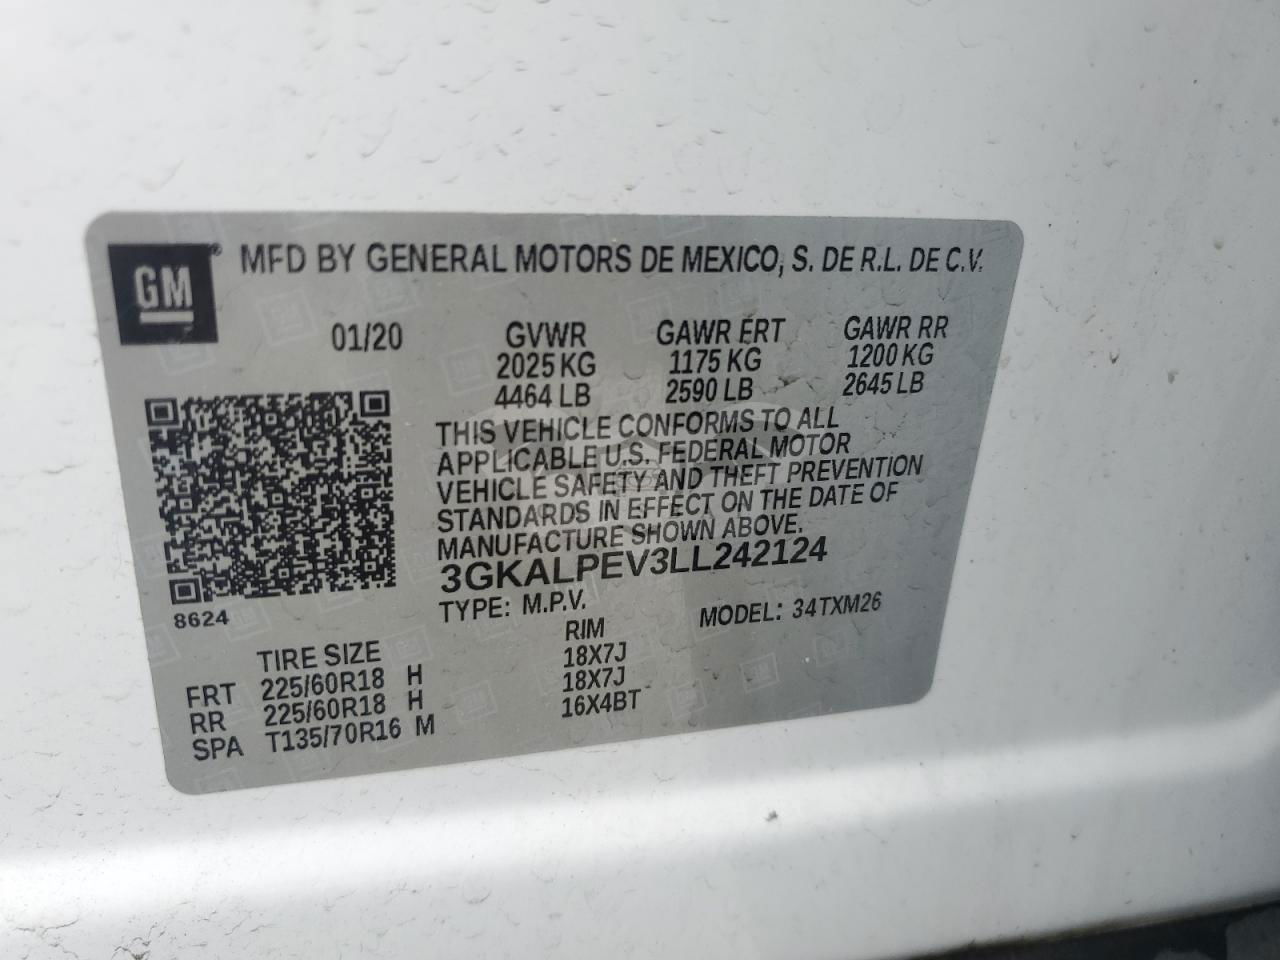 GM ® MFD BY GENERAL MOTORS DE MEXICO, S. DE R.L. DE C.V.
01/20 GVWR GAWR FRT GAWR RR
2025 KG 1175 KG 1200 KG
4464 LB 2590 LB 2645 LB
THIS VEHICLE CONFORMS TO ALL
APPLICABLE U.S. FEDERAL MOTOR
VEHICLE SAFETY AND THEFT PREVENTION
STANDARDS IN EFFECT ON THE DATE OF
MANUFACTURE SHOWN ABOVE.
3GKALPEV3LL242124
8624 TYPE: M.P.V. MODEL: 34TXM26
TIRE SIZE RIM
FRT 225/60R18 H 18X7J
RR 225/60R18 H 18X7J
SPA T135/70R16 M 16X4BT